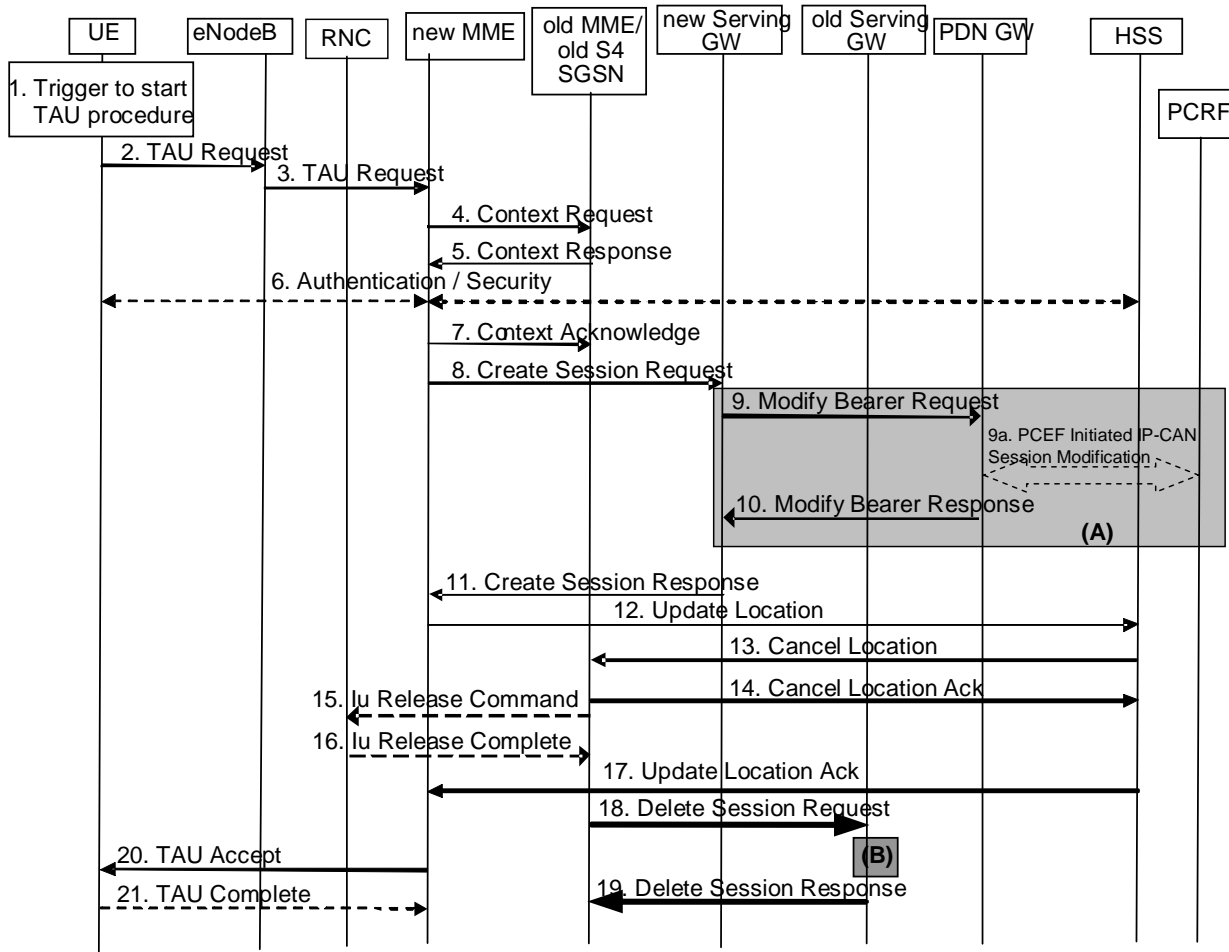 UE
eNodeB
RNC
new MME
old MME/
old S4
SGSN
new Serving
GW
old Serving
GW
PDN GW
HSS
PCRF
1. Trigger to start
TAU procedure
2. TAU Request
3. TAU Request
4. Context Request
5. Context Response
6. Authentication / Security
7. Context Acknowledge
8. Create Session Request
9. Modify Bearer Request
9a. PCEF Initiated IP-CAN
Session Modification
10. Modify Bearer Response
(A)
11. Create Session Response
12. Update Location
13. Cancel Location
14. Cancel Location Ack
15. Iu Release Command
16. Iu Release Complete
17. Update Location Ack
18. Delete Session Request
(B)
20. TAU Accept
19. Delete Session Response
21. TAU Complete